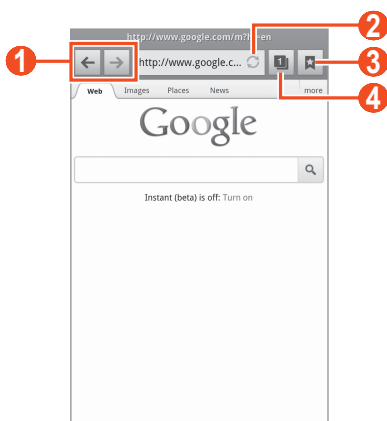 http://www.google.com/m?hl=en
1
2
3
4
http://www.google.c...
1
Web Images Places News more
Google
Instant (beta) is off: Turn on